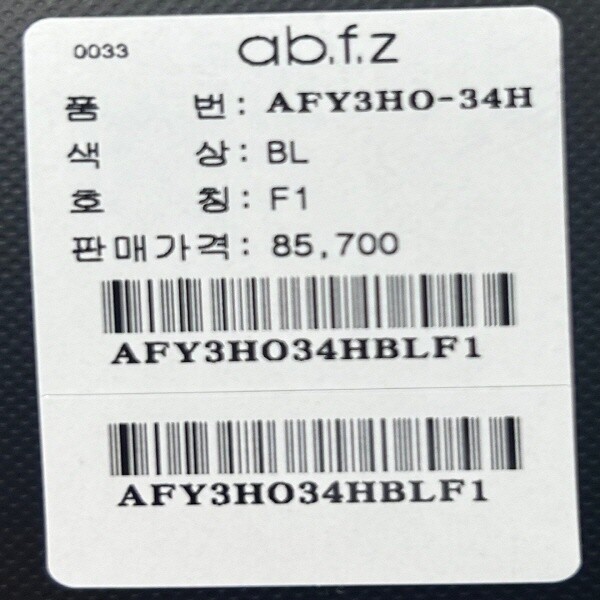 0033 ab.f.z
품 번: AFY3HO-34H
색 상: BL
호 칭: F1
판매가격: 85,700
AFY3HO34HBLF1
AFY3HO34HBLF1